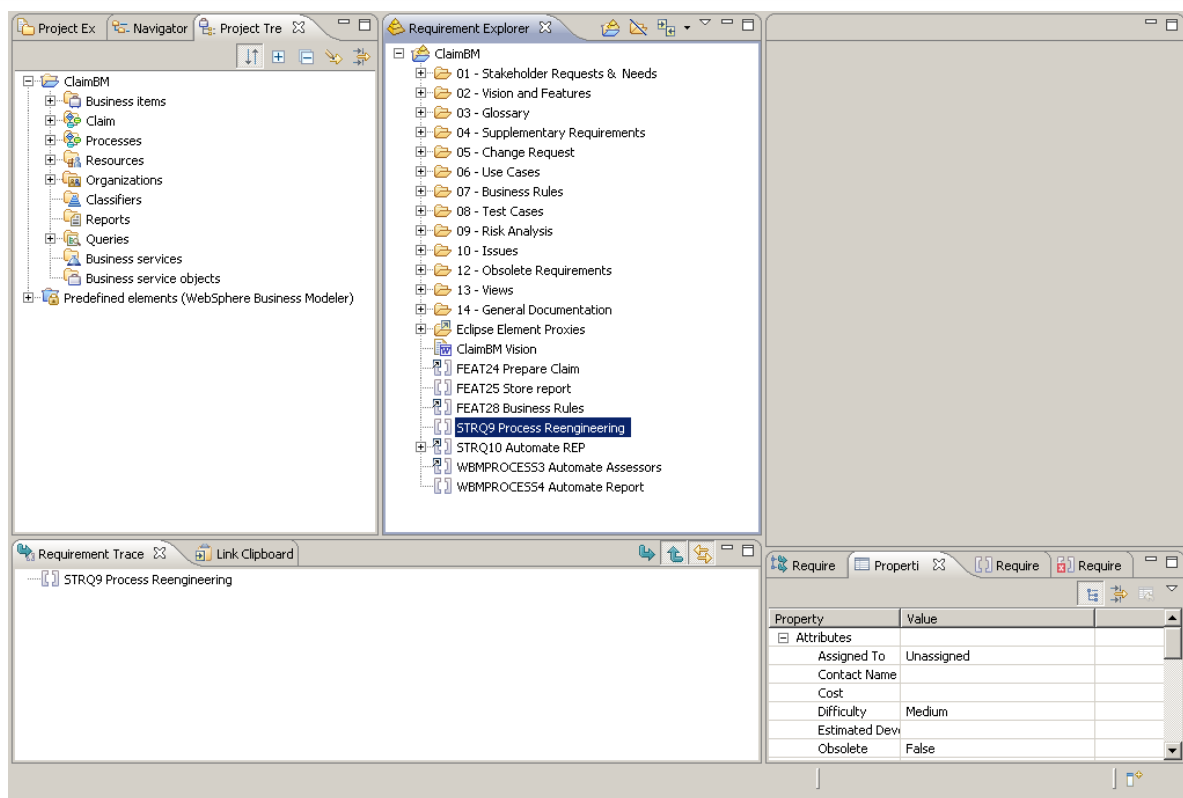 Project Ex
Navigator
Project Tre
ClaimBM
Business items
Claim
Processes
Resources
Organizations
Classifiers
Reports
Queries
Business services
Business service objects
Predefined elements (WebSphere Business Modeler)
Requirement Explorer
ClaimBM
01 - Stakeholder Requests & Needs
02 - Vision and Features
03 - Glossary
04 - Supplementary Requirements
05 - Change Request
06 - Use Cases
07 - Business Rules
08 - Test Cases
09 - Risk Analysis
10 - Issues
12 - Obsolete Requirements
13 - Views
14 - General Documentation
Eclipse Element Proxies
ClaimBM Vision
FEAT24 Prepare Claim
FEAT25 Store report
FEAT28 Business Rules
STRQ9 Process Reengineering
STRQ10 Automate REP
WBMPROCESS3 Automate Assessors
WBMPROCESS4 Automate Report
Requirement Trace
Link Clipboard
STRQ9 Process Reengineering
Require
Properti
Require
Require
Property Value
Attributes
Assigned To Unassigned
Contact Name
Cost
Difficulty Medium
Estimated Dev
Obsolete False